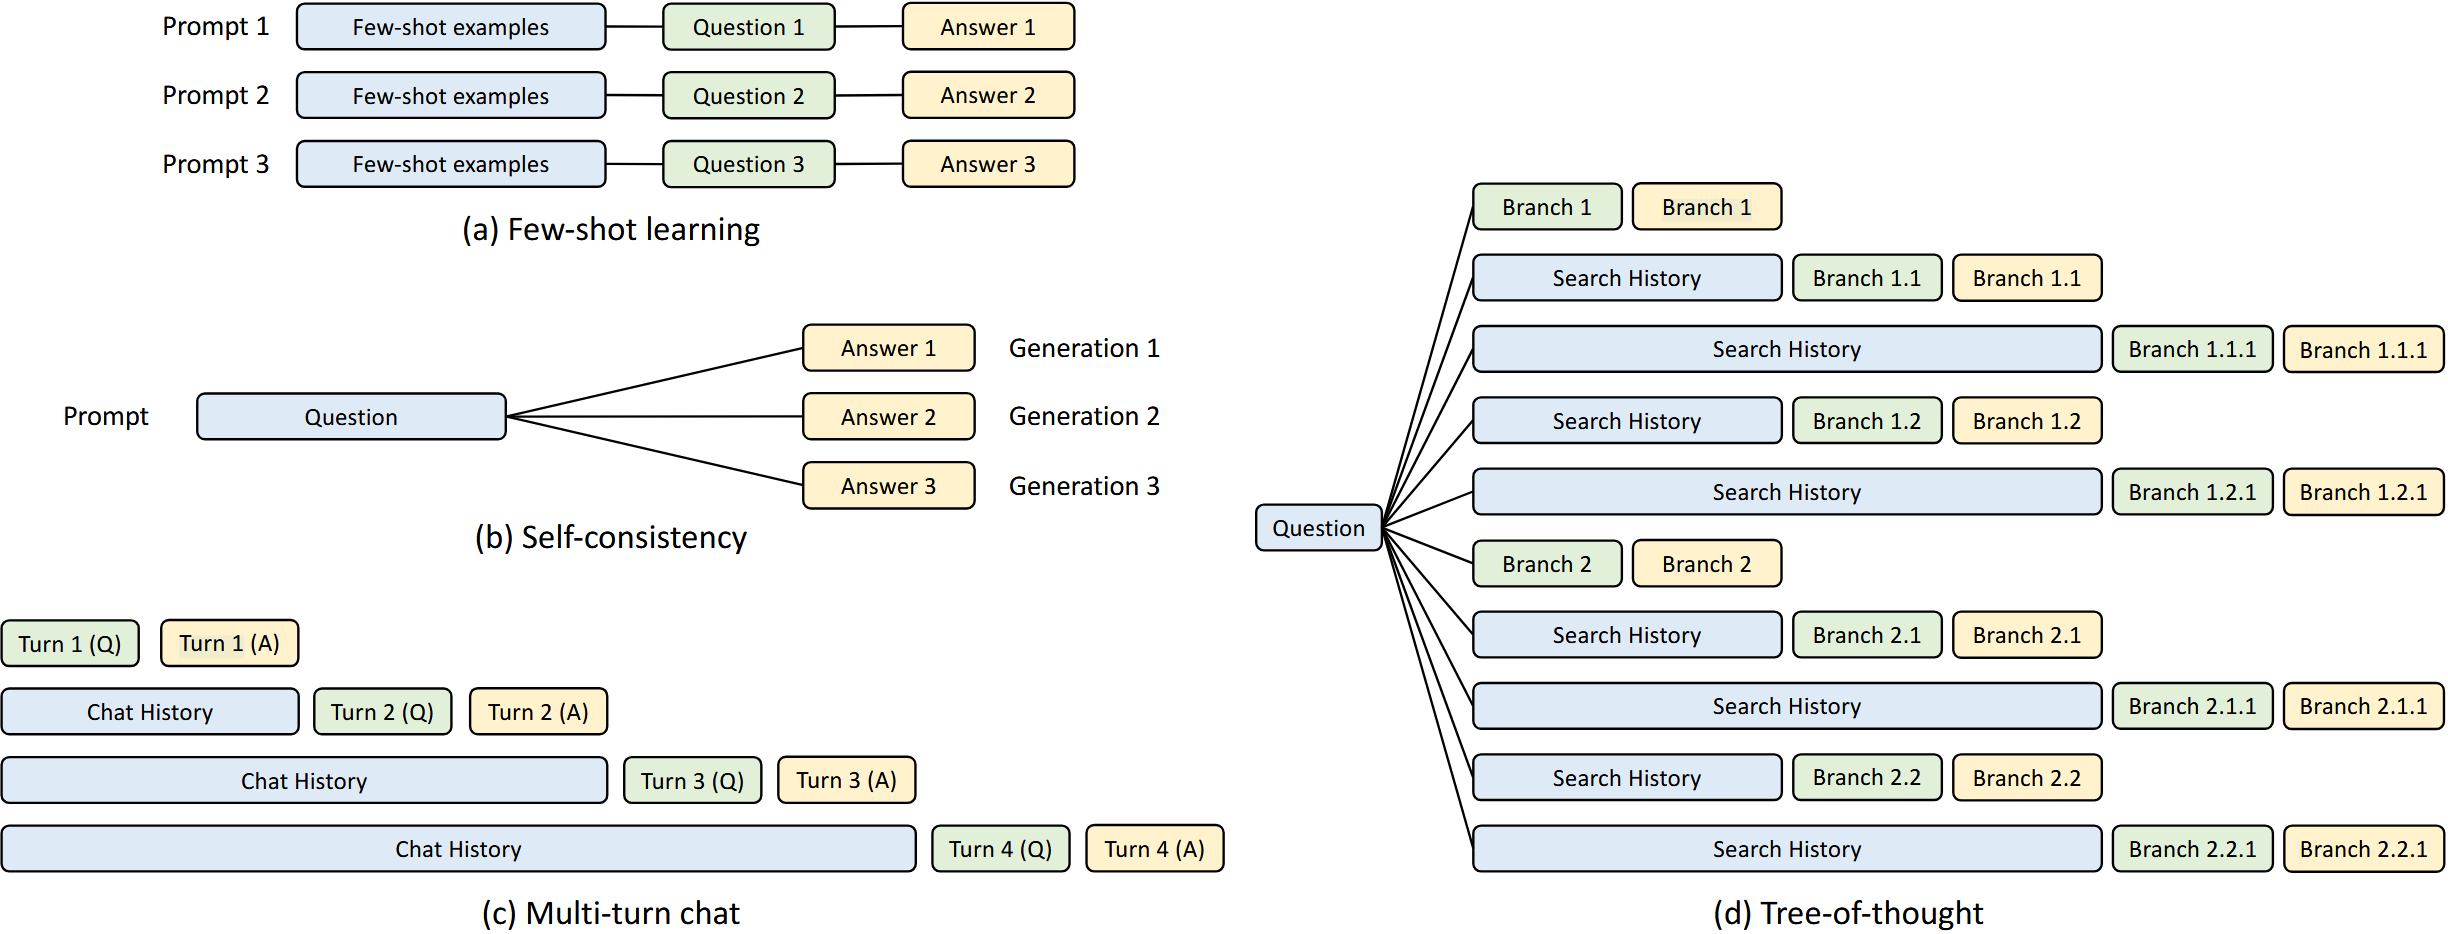 Prompt 1 Few-shot examples Question 1 Answer 1
Prompt 2 Few-shot examples Question 2 Answer 2
Prompt 3 Few-shot examples Question 3 Answer 3
(a) Few-shot learning
Answer 1 Generation 1
Prompt Question Answer 2 Generation 2
Answer 3 Generation 3
(b) Self-consistency
Turn 1 (Q) Turn 1 (A)
Chat History Turn 2 (Q) Turn 2 (A)
Chat History Turn 3 (Q) Turn 3 (A)
Chat History Turn 4 (Q) Turn 4 (A)
(c) Multi-turn chat
Question
Branch 1 Branch 1
Search History Branch 1.1 Branch 1.1
Search History Branch 1.1.1 Branch 1.1.1
Search History Branch 1.2 Branch 1.2
Search History Branch 1.2.1 Branch 1.2.1
Branch 2 Branch 2
Search History Branch 2.1 Branch 2.1
Search History Branch 2.1.1 Branch 2.1.1
Search History Branch 2.2 Branch 2.2
Search History Branch 2.2.1 Branch 2.2.1
(d) Tree-of-thought